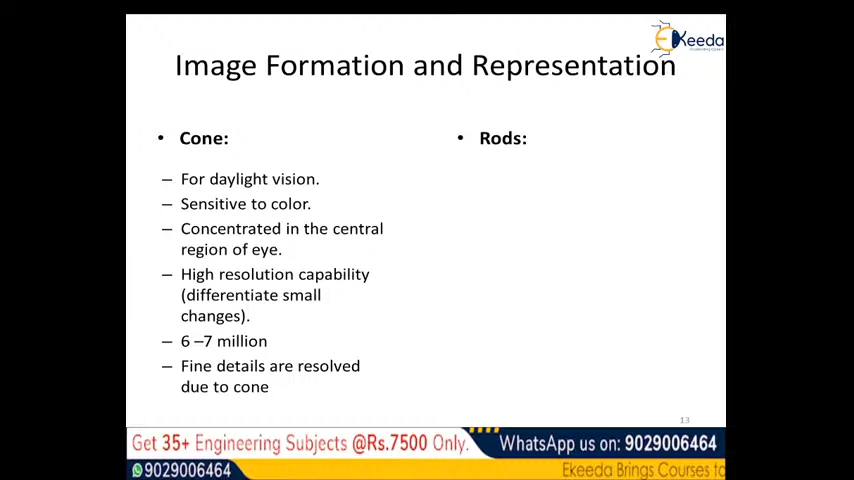 Ekeeda
Image Formation and Representation
• Cone:
– For daylight vision.
– Sensitive to color.
– Concentrated in the central
region of eye.
– High resolution capability
(differentiate small
changes).
– 6 –7 million
– Fine details are resolved
due to cone
• Rods:
13
Get 35+ Engineering Subjects @Rs.7500 Only.
WhatsApp us on: 9029006464
9029006464
Ekeeda Brings Courses to